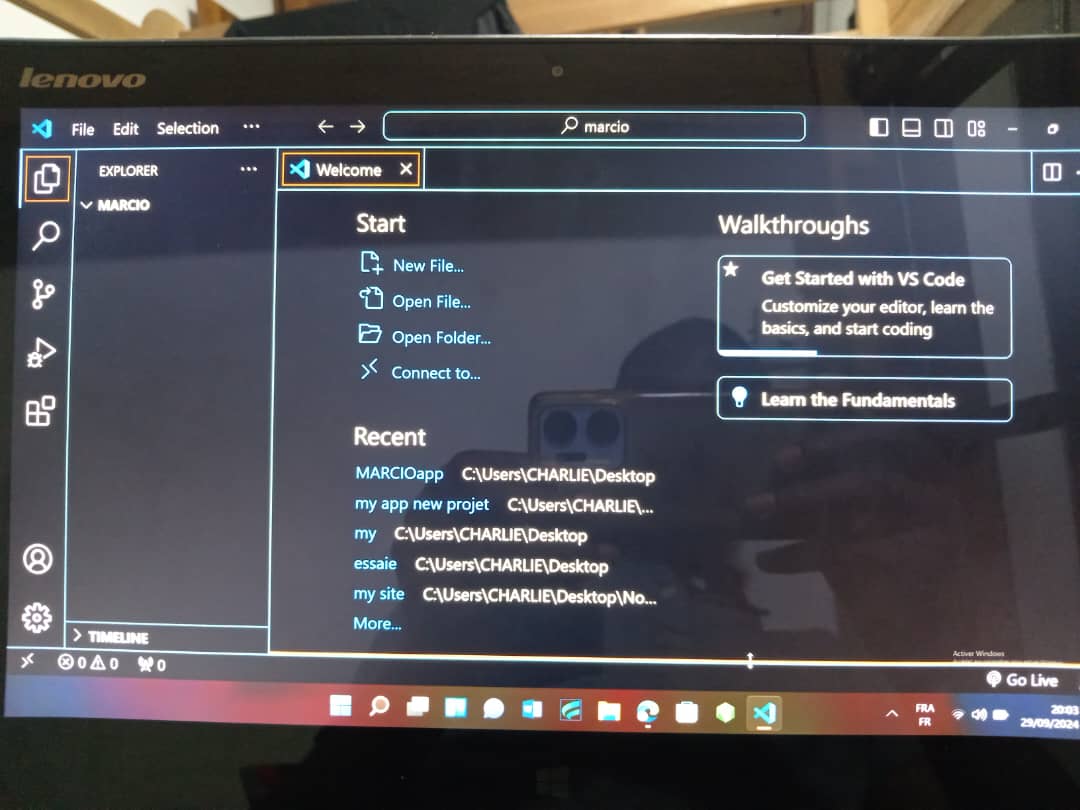 lenovo
File Edit Selection ...
marcio
EXPLORER ...
Welcome
MARCIO
Start
New File...
Open File...
Open Folder...
Connect to...
Walkthroughs
Get Started with VS Code
Customize your editor, learn the
basics, and start coding
Learn the Fundamentals
Recent
MARCIOapp C:\Users\CHARLIE\Desktop
my app new projet C:\Users\CHARLIE\...
my C:\Users\CHARLIE\Desktop
essaie C:\Users\CHARLIE\Desktop
my site C:\Users\CHARLIE\Desktop\No...
More...
TIMELINE
0 0 0
Activer Windows
Go Live
FRA
FR
20:03
29/09/2024